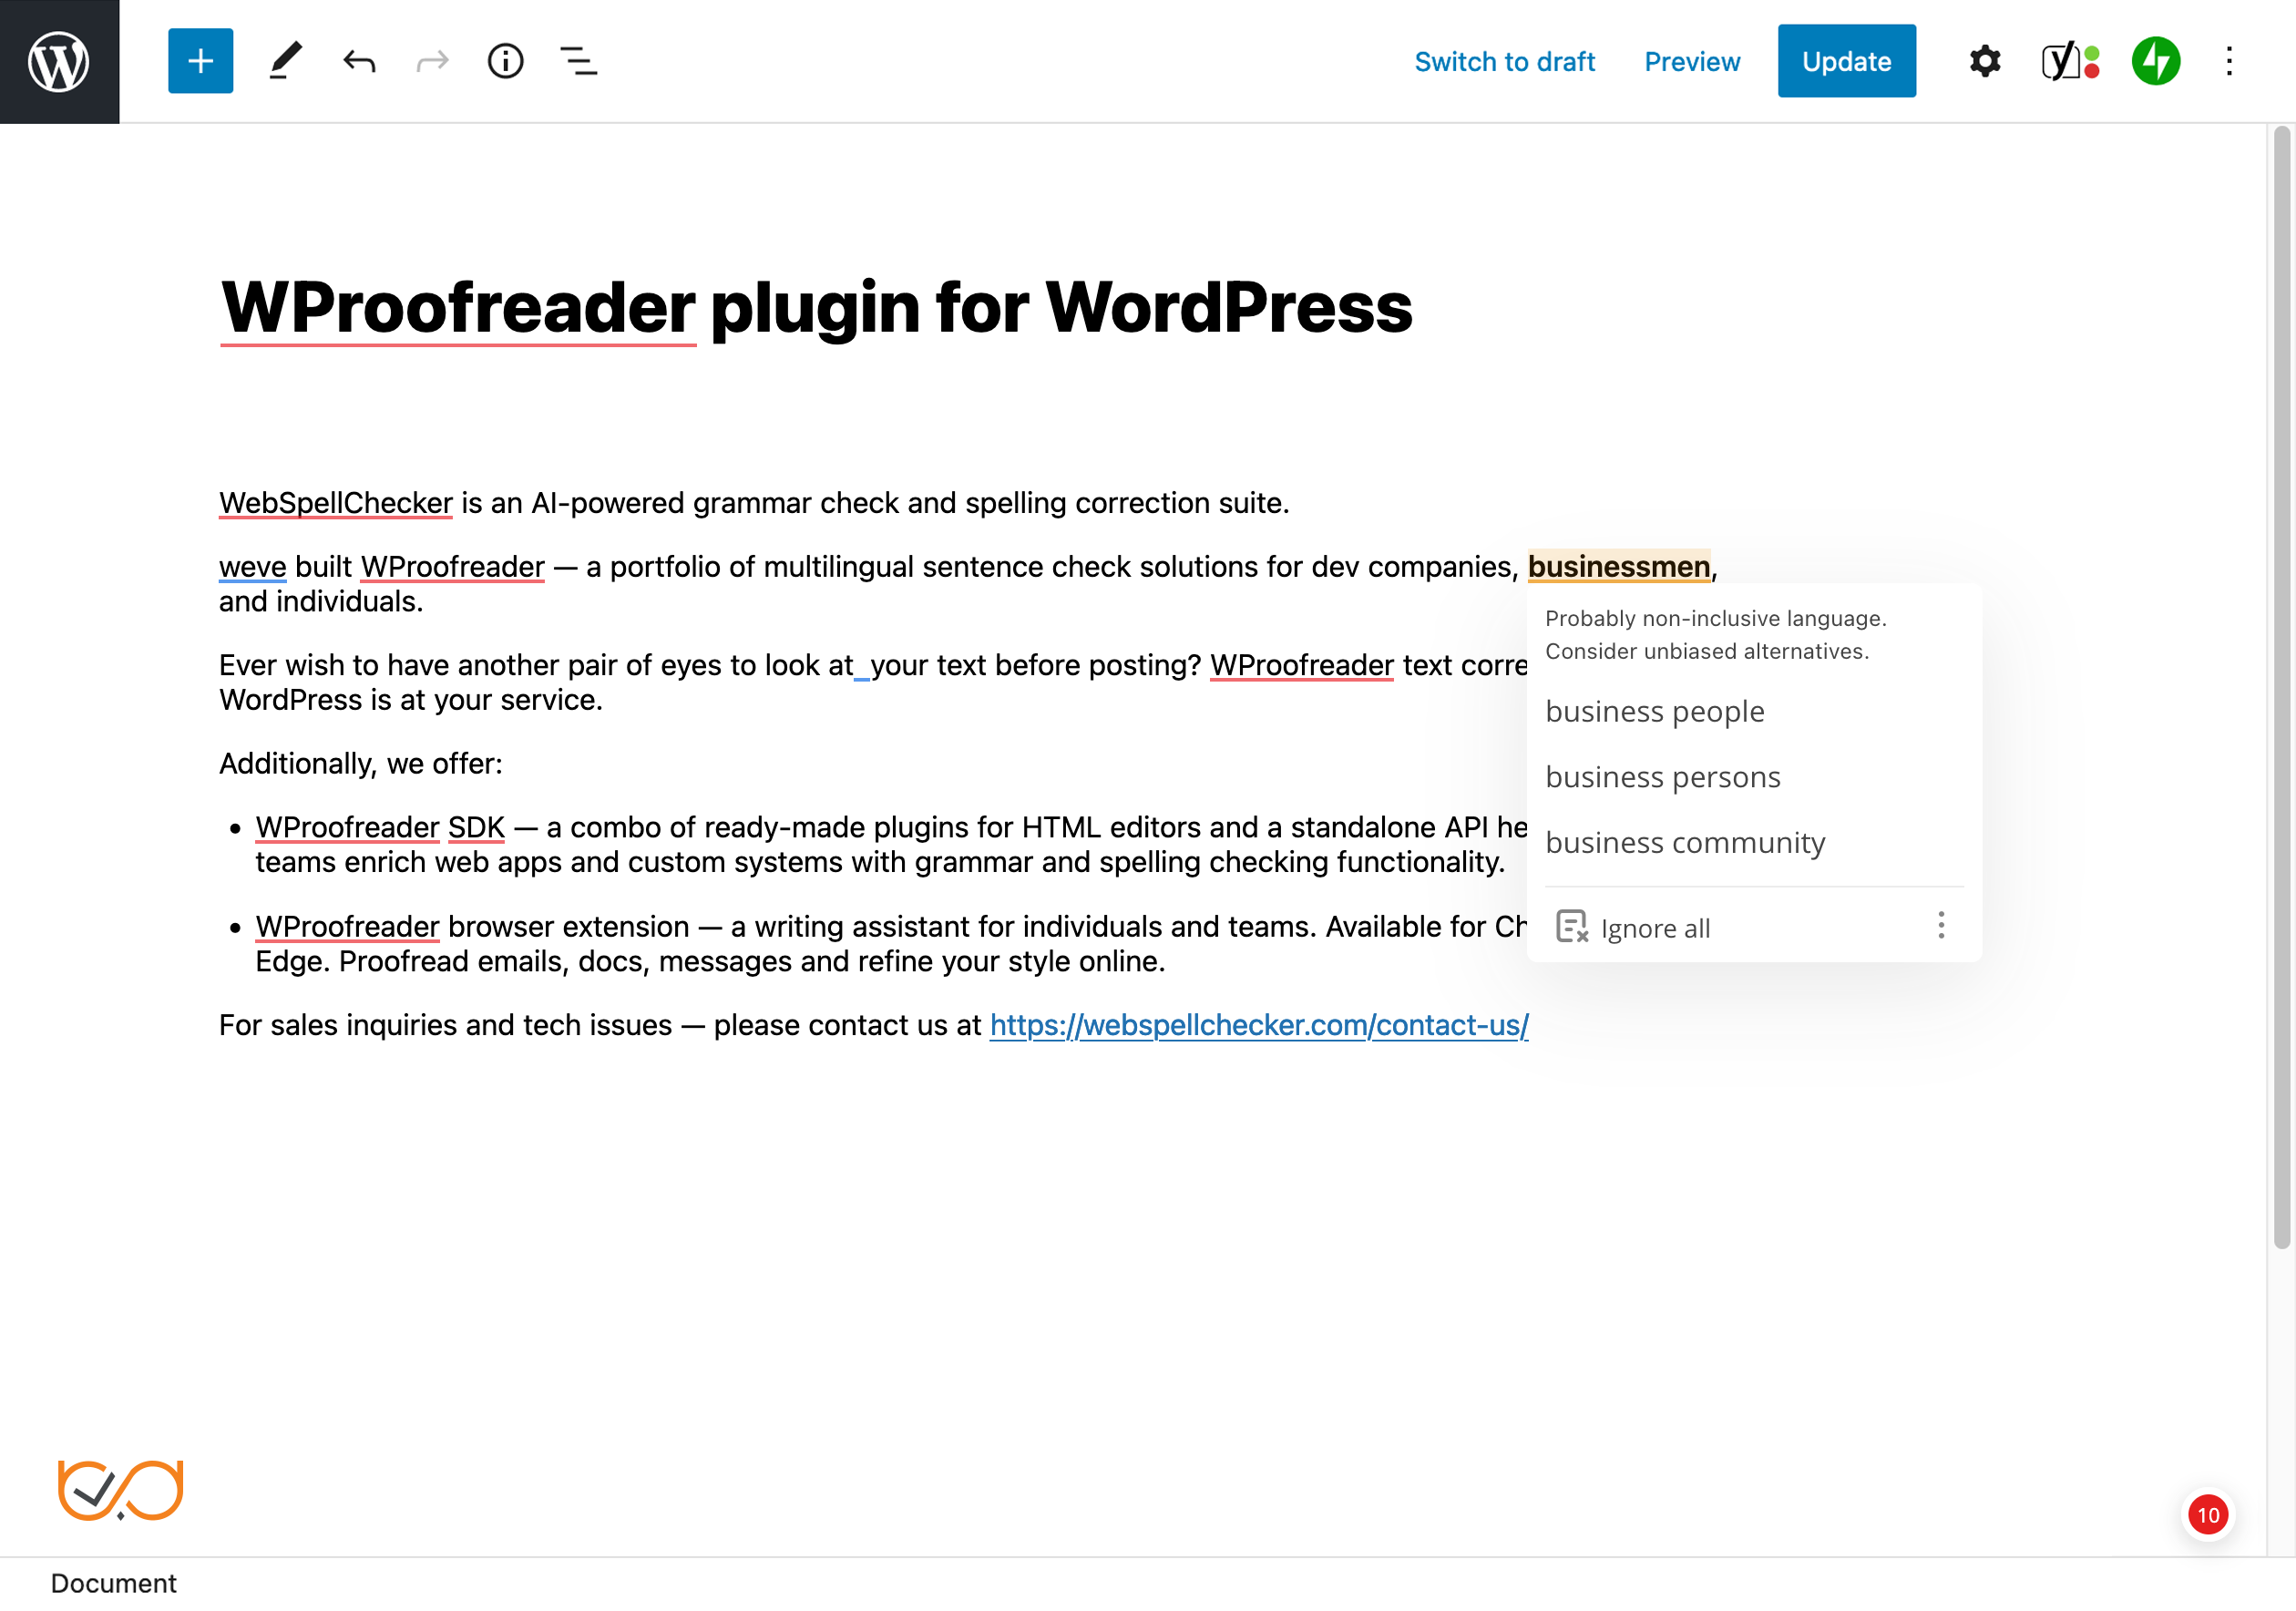 Switch to draft Preview Update
WProofreader plugin for WordPress
WebSpellChecker is an AI-powered grammar check and spelling correction suite.
weve built WProofreader — a portfolio of multilingual sentence check solutions for dev companies, businessmen,
and individuals.
Probably non-inclusive language.
Consider unbiased alternatives.
business people
business persons
business community
Ignore all
Ever wish to have another pair of eyes to look at  your text before posting? WProofreader text corre
WordPress is at your service.
Additionally, we offer:
• WProofreader SDK — a combo of ready-made plugins for HTML editors and a standalone API he
teams enrich web apps and custom systems with grammar and spelling checking functionality.
• WProofreader browser extension — a writing assistant for individuals and teams. Available for Ch
Edge. Proofread emails, docs, messages and refine your style online.
For sales inquiries and tech issues — please contact us at https://webspellchecker.com/contact-us/
10
Document